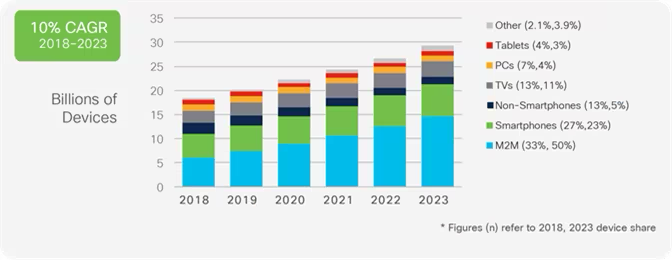 10% CAGR
2018-2023
Billions of
Devices
35
30
25
20
15
10
5
0
2018 2019 2020 2021 2022 2023
Other (2.1%,3.9%)
Tablets (4%,3%)
PCs (7%,4%)
TVs (13%,11%)
Non-Smartphones (13%,5%)
Smartphones (27%,23%)
M2M (33%, 50%)
* Figures (n) refer to 2018, 2023 device share